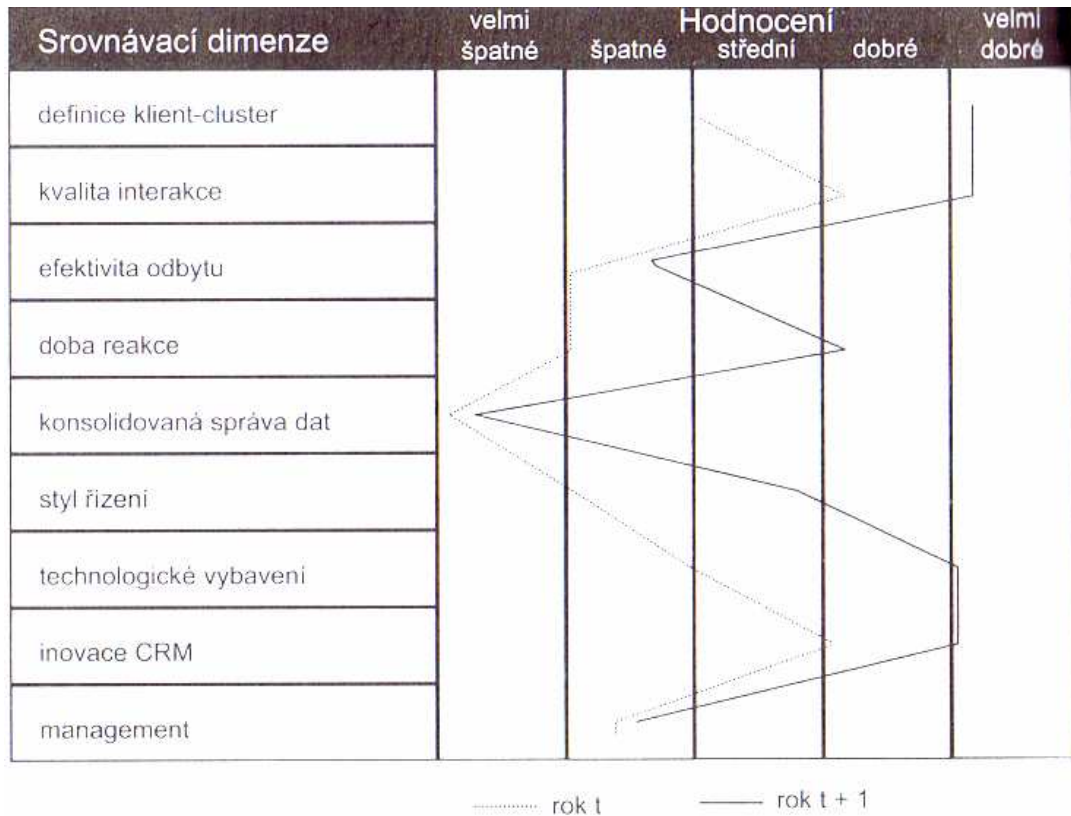 Srovnávací dimenze
Hodnocení
velmi špatné
špatné
střední
dobré
velmi dobré
definice klient-cluster
kvalita interakce
efektivita odbytu
doba reakce
konsolidovaná správa dat
styl řízení
technologické vybavení
inovace CRM
management
rok t
rok t + 1